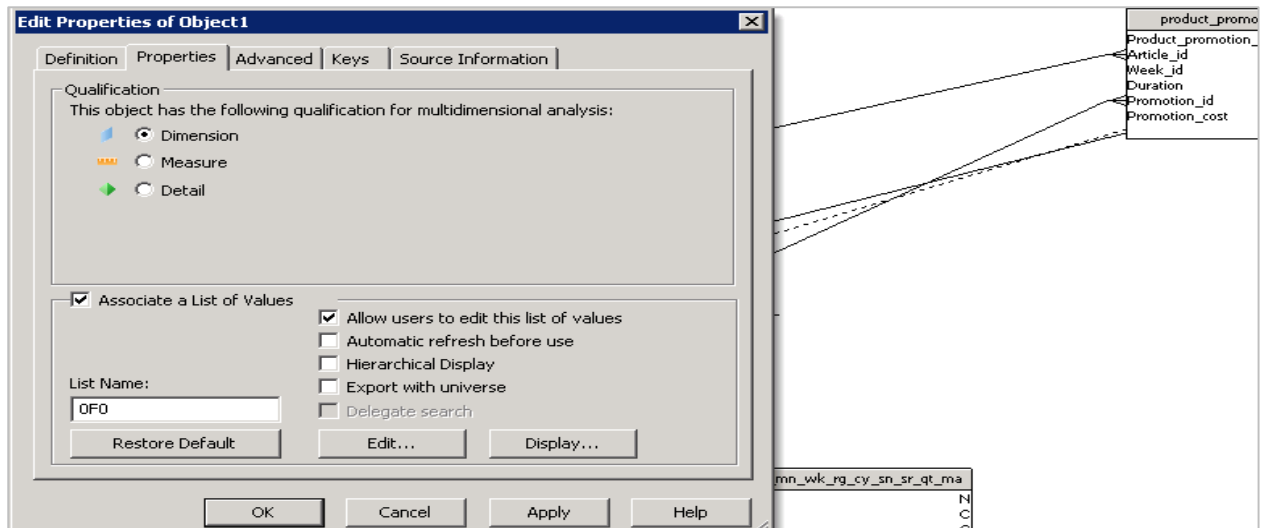 Edit Properties of Object1
Definition Properties Advanced Keys Source Information
Qualification
This object has the following qualification for multidimensional analysis:
Dimension
Measure
Detail
Associate a List of Values
Allow users to edit this list of values
Automatic refresh before use
Hierarchical Display
Export with universe
Delegate search
List Name:
0F0
Restore Default Edit... Display...
OK Cancel Apply Help
product_promo
Product_promotion_
Article_id
Week_id
Duration
Promotion_id
Promotion_cost
mn_wk_rg_cy_sn_sr_qt_ma
N
C